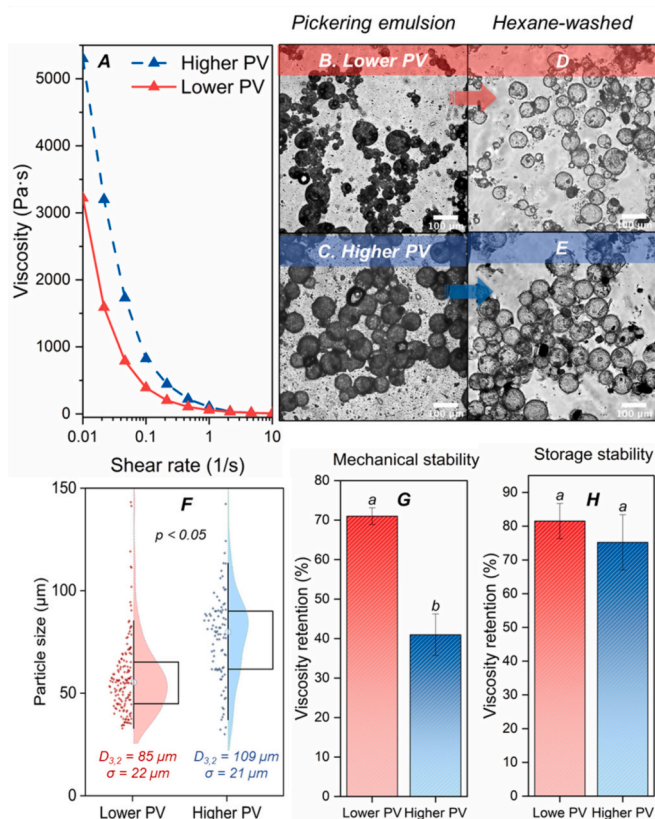 Pickering emulsion
Hexane-washed
A
Higher PV
Lower PV
Viscosity (Pa·s)
5000
4000
3000
2000
1000
0
0.01
0.1
1
10
Shear rate (1/s)
B. Lower PV
100 µm
D
100 µm
C. Higher PV
100 µm
E
100 µm
F
p < 0.05
Particle size (µm)
150
100
50
0
D3,2 = 85 µm
σ = 22 µm
D3,2 = 109 µm
σ = 21 µm
Lower PV
Higher PV
Mechanical stability
G
a
b
Viscosity retention (%)
80
70
60
50
40
30
20
10
0
Lower PV
Higher PV
Storage stability
H
a
a
Viscosity retention (%)
90
80
70
60
50
40
30
20
10
0
Lowe PV
Higher PV